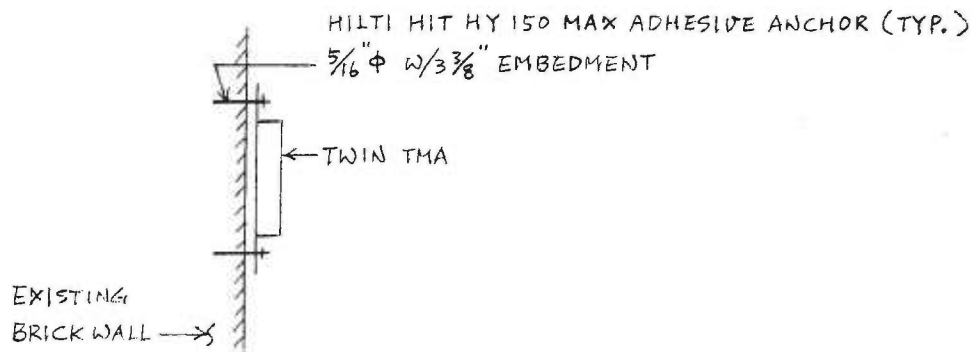 HILTI HIT HY 150 MAX ADHESIVE ANCHOR (TYP.)
5/16"Φ W/3 3/8" EMBEDMENT
TWIN TMA
EXISTING
BRICK WALL